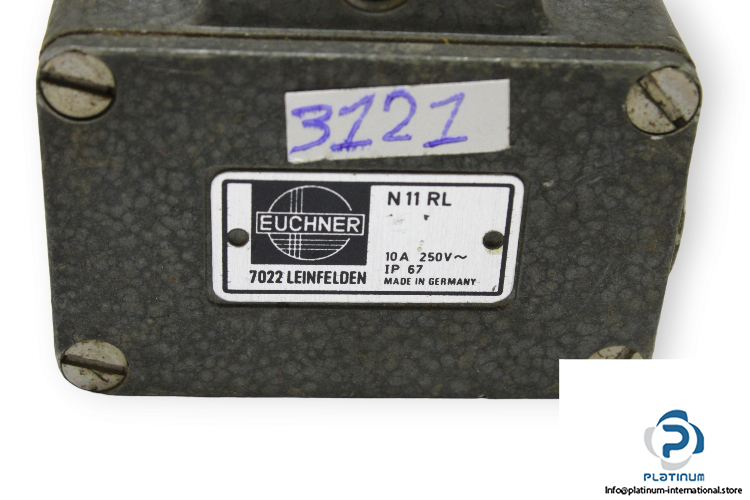 3121
EUCHNER
7022 LEINFELDEN
N 11 RL
10 A 250V~
IP 67
MADE IN GERMANY
PLATINUM
Info@platinum-international.store